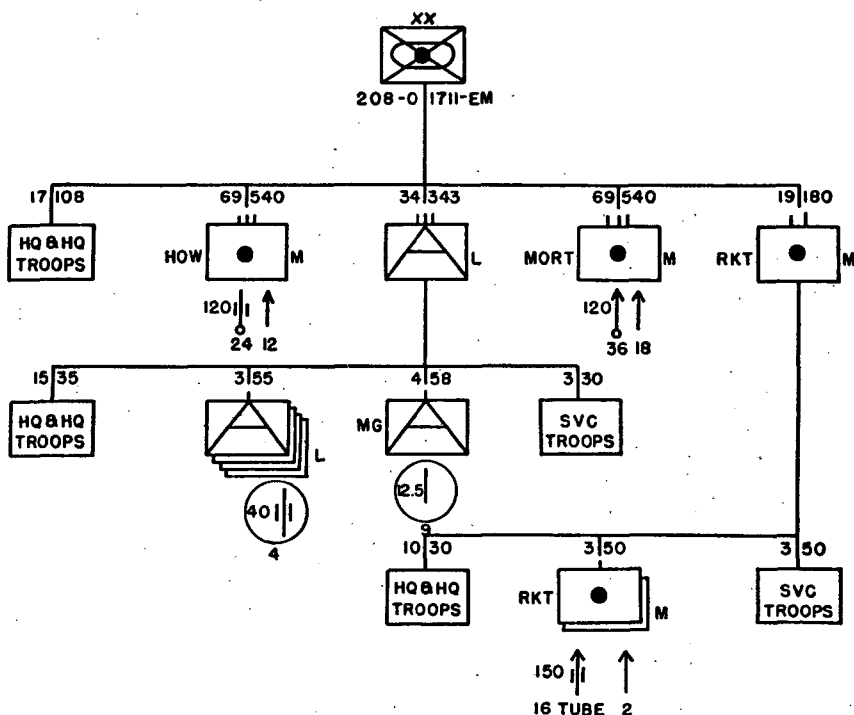 XX
208-0 1711-EM
17 108
69 540
34 343
69 540
19 180
HQ & HQ
TROOPS
HOW
M
L
MORT
M
RKT
M
120
24
12
120
36
18
15 35
3 55
4 58
3 30
HQ & HQ
TROOPS
L
MG
SVC
TROOPS
40
4
12.5
9
10 30
3 50
3 50
HQ & HQ
TROOPS
RKT
M
SVC
TROOPS
150
16 TUBE
2